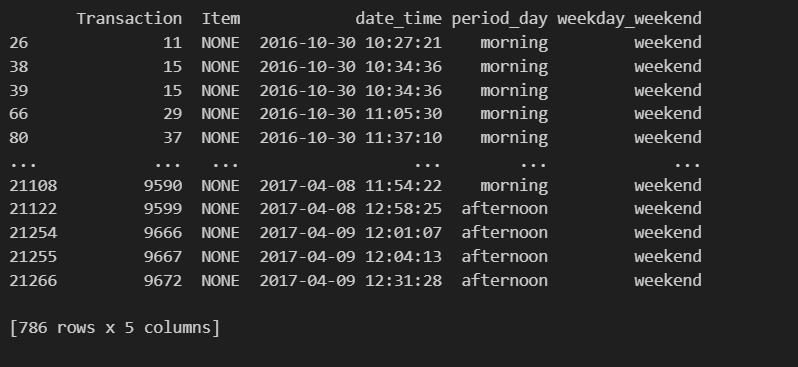 Transaction Item date_time period_day weekday_weekend
26 11 NONE 2016-10-30 10:27:21 morning weekend
38 15 NONE 2016-10-30 10:34:36 morning weekend
39 15 NONE 2016-10-30 10:34:36 morning weekend
66 29 NONE 2016-10-30 11:05:30 morning weekend
80 37 NONE 2016-10-30 11:37:10 morning weekend
... ... ... ... ... ...
21108 9590 NONE 2017-04-08 11:54:22 morning weekend
21122 9599 NONE 2017-04-08 12:58:25 afternoon weekend
21254 9666 NONE 2017-04-09 12:01:07 afternoon weekend
21255 9667 NONE 2017-04-09 12:04:13 afternoon weekend
21266 9672 NONE 2017-04-09 12:31:28 afternoon weekend
[786 rows x 5 columns]